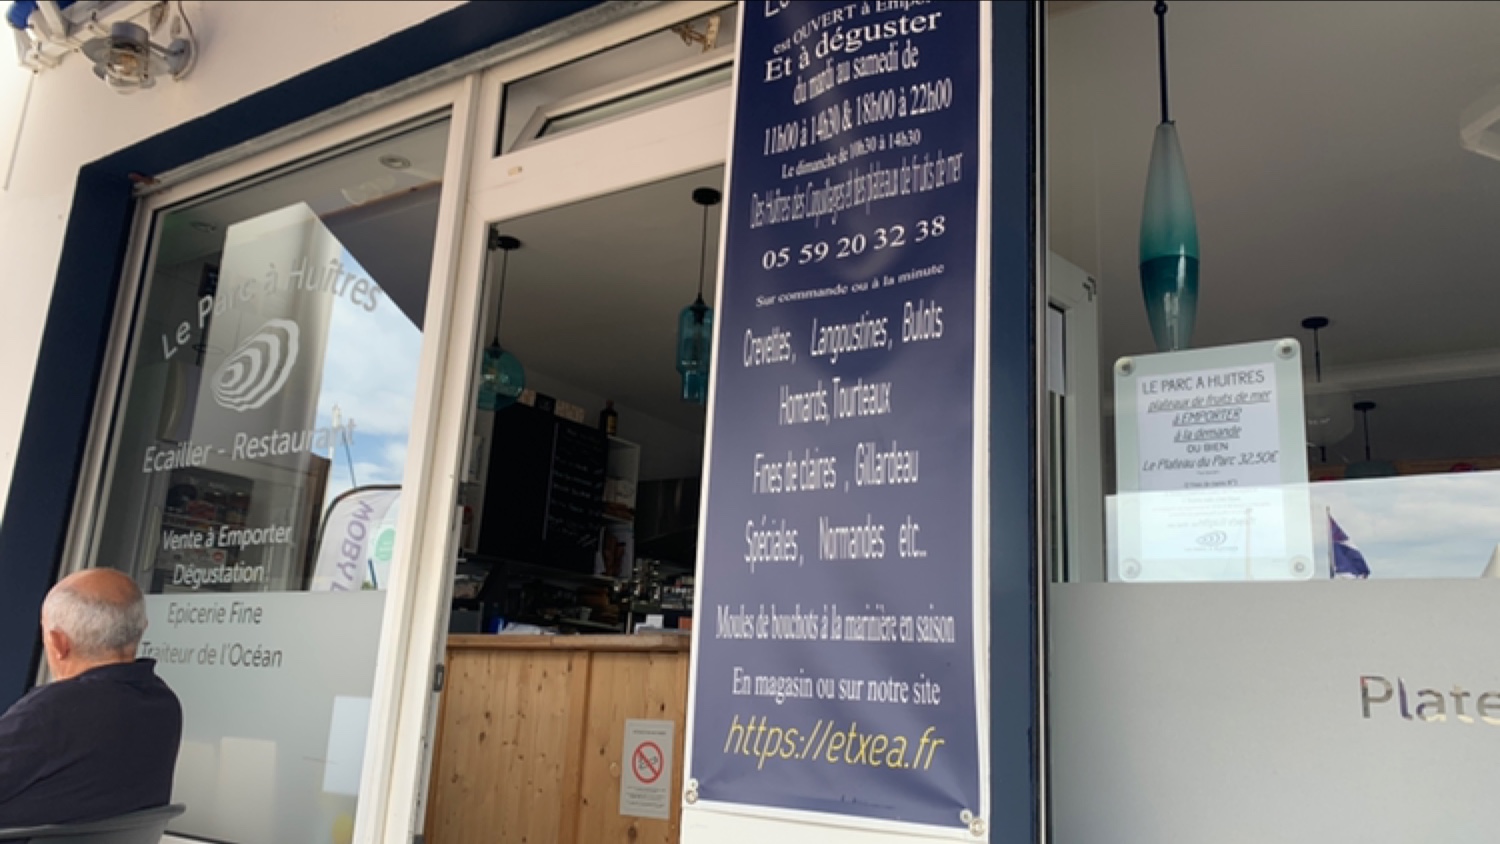 Le Parc à Huîtres
Ecailler - Restaurant
Vente à Emporter
Dégustation
Epicerie Fine
Traiteur de l'Océan
MOBY
est OUVERT à
Et à déguster
du mardi au samedi de
11h00 à 14h30 & 18h00 à 22h00
Le dimanche de 10h30 à 14h30
Des Huîtres des Coquillages et des plateaux de fruits de mer
05 59 20 32 38
Sur commande ou à la minute
Crevettes, Langoustines, Bulots
Homards, Tourteaux
Fines de claires , Gillardeau
Spéciales, Normandes etc...
Moules de bouchots à la marinière en saison
En magasin ou sur notre site
https://etxea.fr
LE PARC A HUITRES
plateaux de fruits de mer
à EMPORTER
à la demande
OU BIEN
Le Plateau du Parc 32,50€
Plate